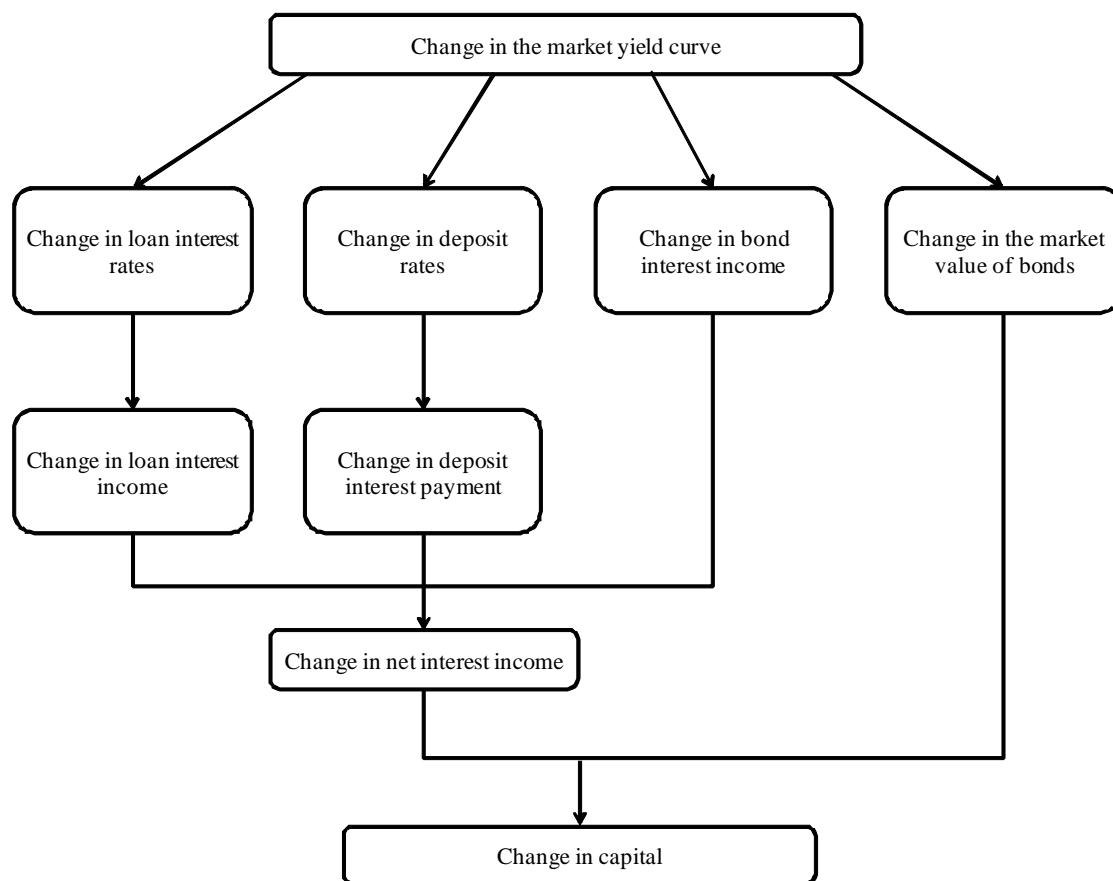 Change in the market yield curve
Change in loan interest
rates
Change in deposit
rates
Change in bond
interest income
Change in the market
value of bonds
Change in loan interest
income
Change in deposit
interest payment
Change in net interest income
Change in capital